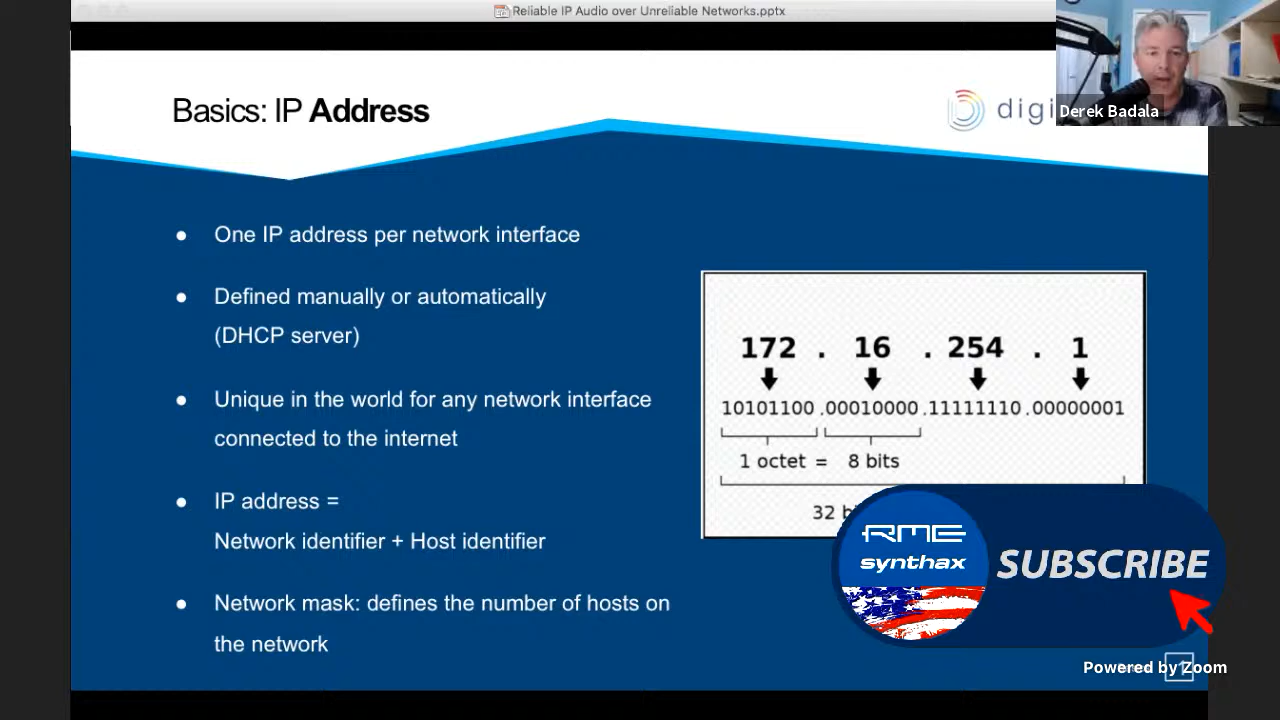 Reliable IP Audio over Unreliable Networks.pptx
Basics: IP Address
digi
Derek Badala
One IP address per network interface
Defined manually or automatically
(DHCP server)
Unique in the world for any network interface
connected to the internet
IP address =
Network identifier + Host identifier
Network mask: defines the number of hosts on
the network
172 . 16 . 254 . 1
10101100 .00010000 .11111110 .00000001
1 octet = 8 bits
32 bi
RME
synthax
SUBSCRIBE
Powered by Zoom